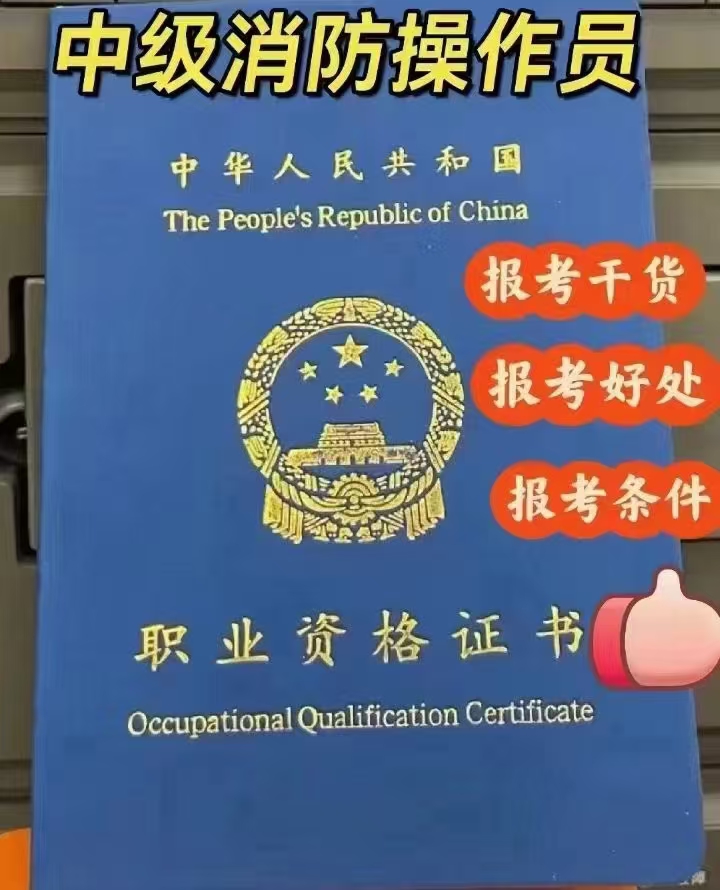 中级消防操作员
中华人民共和国
The People's Republic of China
报考干货
报考好处
报考条件
职业资格证书
Occupational Qualification Certificate